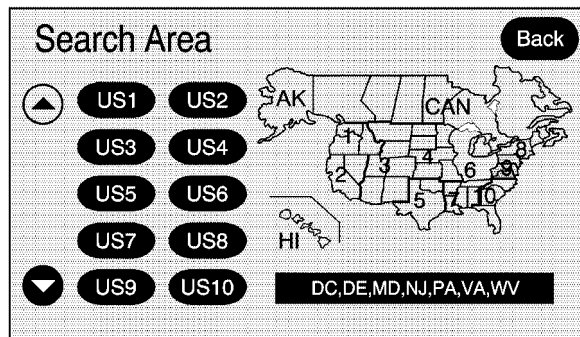 Search Area
Back
US1 US2
AK
CAN
US3 US4
1
8
2
3
4
6
9
US5 US6
5
7
10
US7 US8
HI
US9 US10
DC,DE,MD,NJ,PA,VA,WV